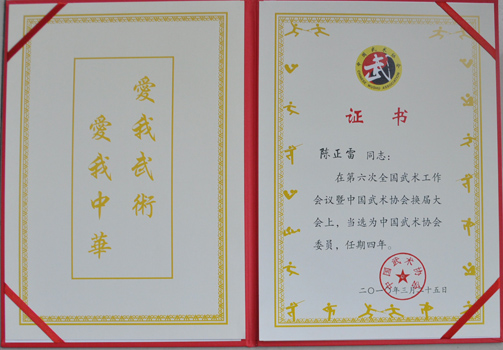 愛我武術
愛我中華
武
证书
陈正雷 同志：
在第六次全国武术工作
会议暨中国武术协会换届大
会上，当选为中国武术协会
委员，任期四年。
中国武术协会
二〇一〇年三月二十五日